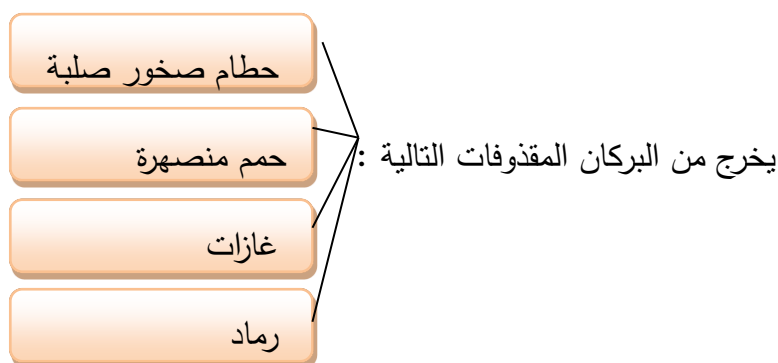 يخرج من البركان المقذوفات التالية :
حطام صخور صلبة
حمم منصهرة
غازات
رماد